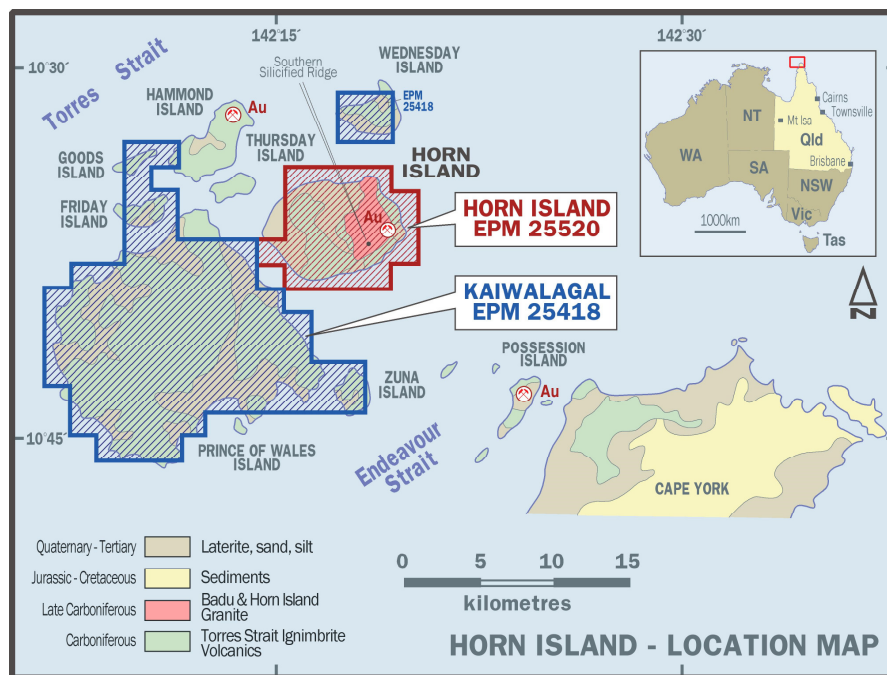 142°15´
142°30´
10°30´
10°45´
Torres Strait
HAMMOND
ISLAND
Au
Southern
Silicified Ridge
WEDNESDAY
ISLAND
EPM
25418
GOODS
ISLAND
THURSDAY
ISLAND
HORN
ISLAND
FRIDAY
ISLAND
Au
HORN ISLAND
EPM 25520
KAIWALAGAL
EPM 25418
POSSESSION
ISLAND
Au
ZUNA
ISLAND
PRINCE OF WALES
ISLAND
Endeavour
Strait
CAPE YORK
WA
NT
SA
Qld
NSW
Vic
Tas
Cairns
Townsville
Mt Isa
Brisbane
1000km
N
Quaternary - Tertiary Laterite, sand, silt
Jurassic - Cretaceous Sediments
Late Carboniferous Badu & Horn Island
Granite
Carboniferous Torres Strait Ignimbrite
Volcanics
0 5 10 15
kilometres
HORN ISLAND - LOCATION MAP